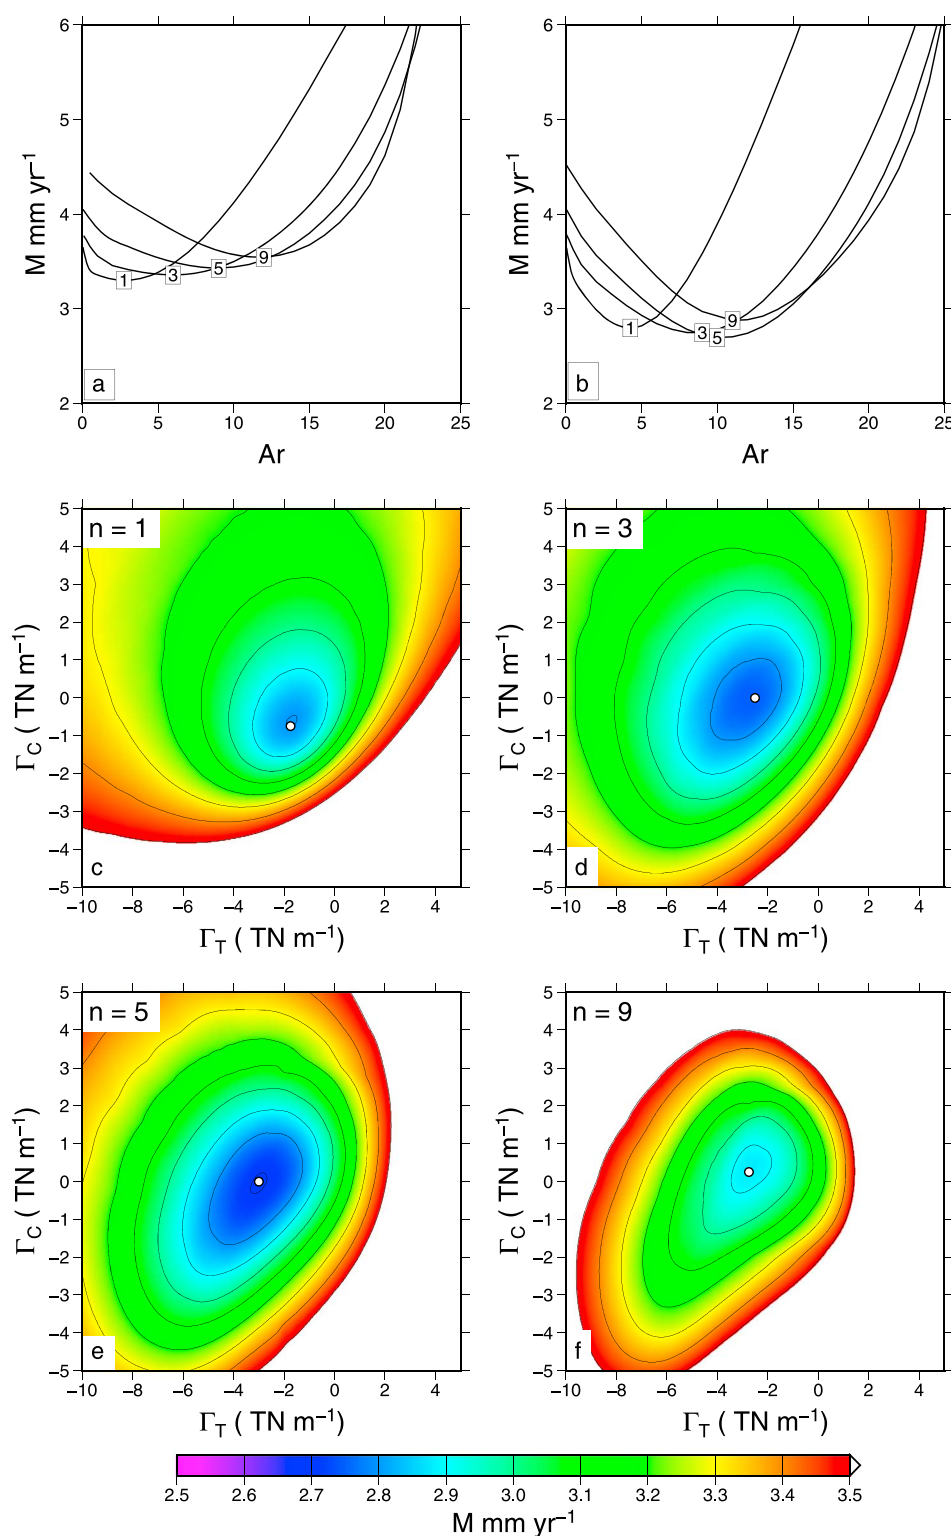 6
5
4
3
2
M mm yr⁻¹
1
3
5
9
a
0 5 10 15 20 25
Ar
6
5
4
3
2
M mm yr⁻¹
1
3
5
9
b
0 5 10 15 20 25
Ar
n = 1
5
4
3
2
1
0
−1
−2
−3
−4
−5
Γ_C ( TN m⁻¹)
c
−10 −8 −6 −4 −2 0 2 4
Γ_T ( TN m⁻¹)
n = 3
5
4
3
2
1
0
−1
−2
−3
−4
−5
Γ_C ( TN m⁻¹)
d
−10 −8 −6 −4 −2 0 2 4
Γ_T ( TN m⁻¹)
n = 5
5
4
3
2
1
0
−1
−2
−3
−4
−5
Γ_C ( TN m⁻¹)
e
−10 −8 −6 −4 −2 0 2 4
Γ_T ( TN m⁻¹)
n = 9
5
4
3
2
1
0
−1
−2
−3
−4
−5
Γ_C ( TN m⁻¹)
f
−10 −8 −6 −4 −2 0 2 4
Γ_T ( TN m⁻¹)
2.5 2.6 2.7 2.8 2.9 3.0 3.1 3.2 3.3 3.4 3.5
M mm yr⁻¹